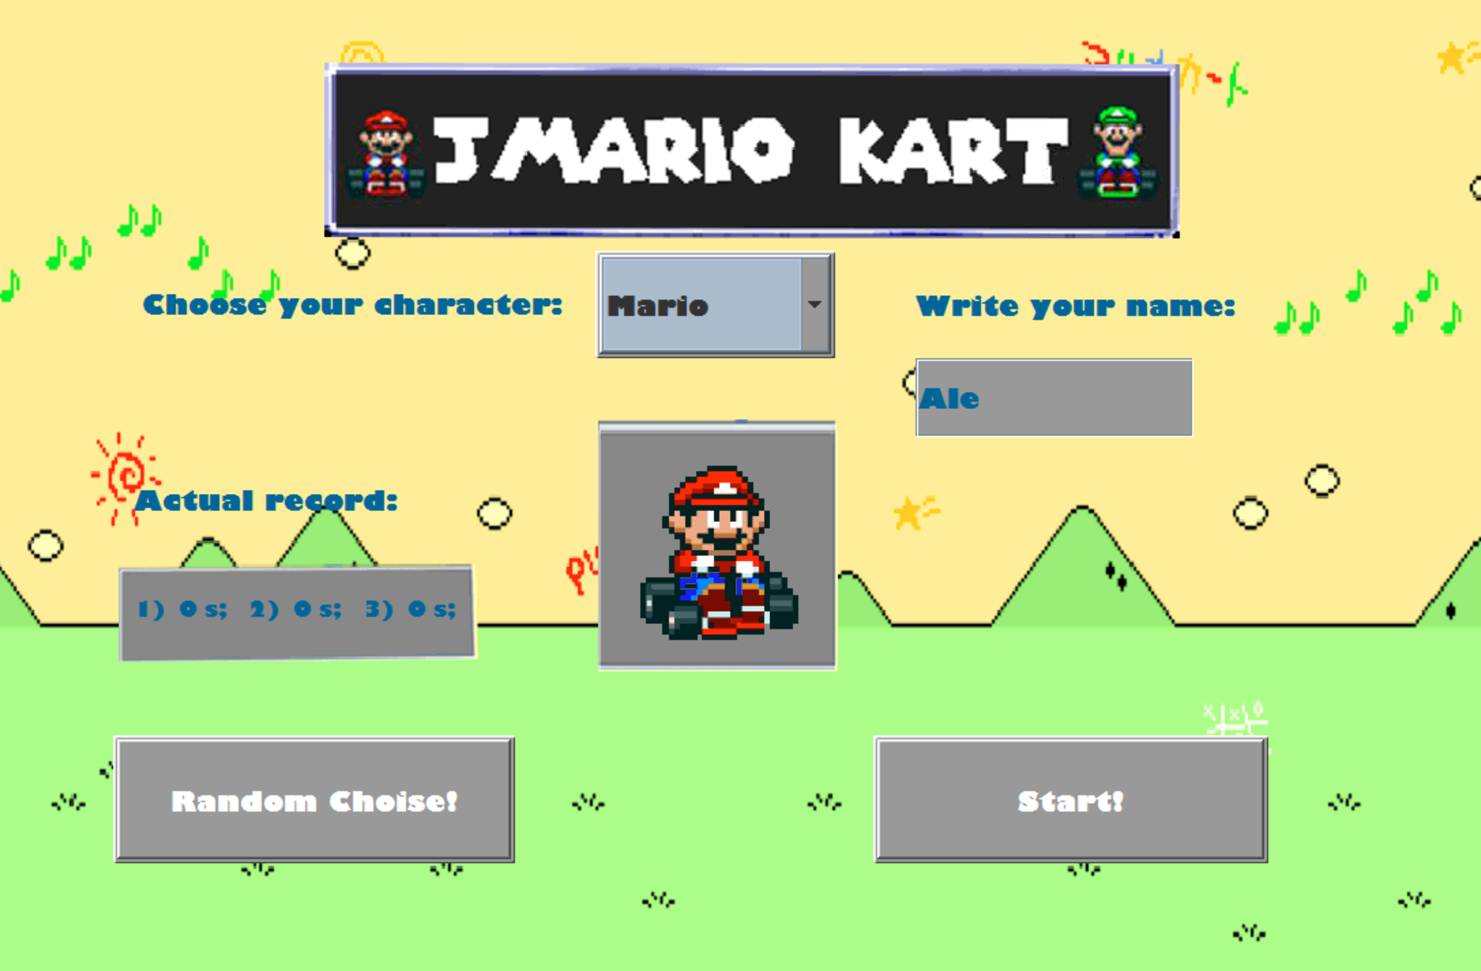 JMARIO KART
Choose your character:
Mario
Write your name:
Ale
Actual record:
1) 0 s; 2) 0 s; 3) 0 s;
Random Choise!
Start!